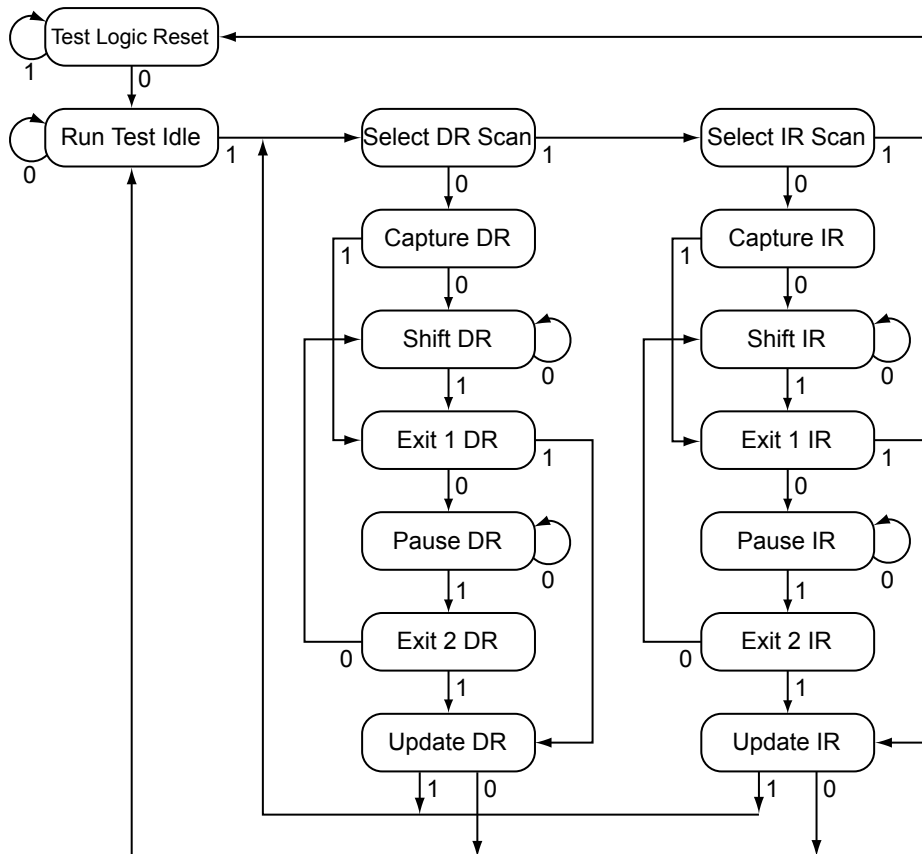 Test Logic Reset
1
0
Run Test Idle
0
1
Select DR Scan
1
Select IR Scan
1
0
0
Capture DR
1
0
Capture IR
1
0
Shift DR
0
1
Shift IR
0
1
Exit 1 DR
1
0
Exit 1 IR
1
0
Pause DR
0
1
Pause IR
0
1
Exit 2 DR
0
1
Exit 2 IR
0
1
Update DR
1
0
Update IR
1
0